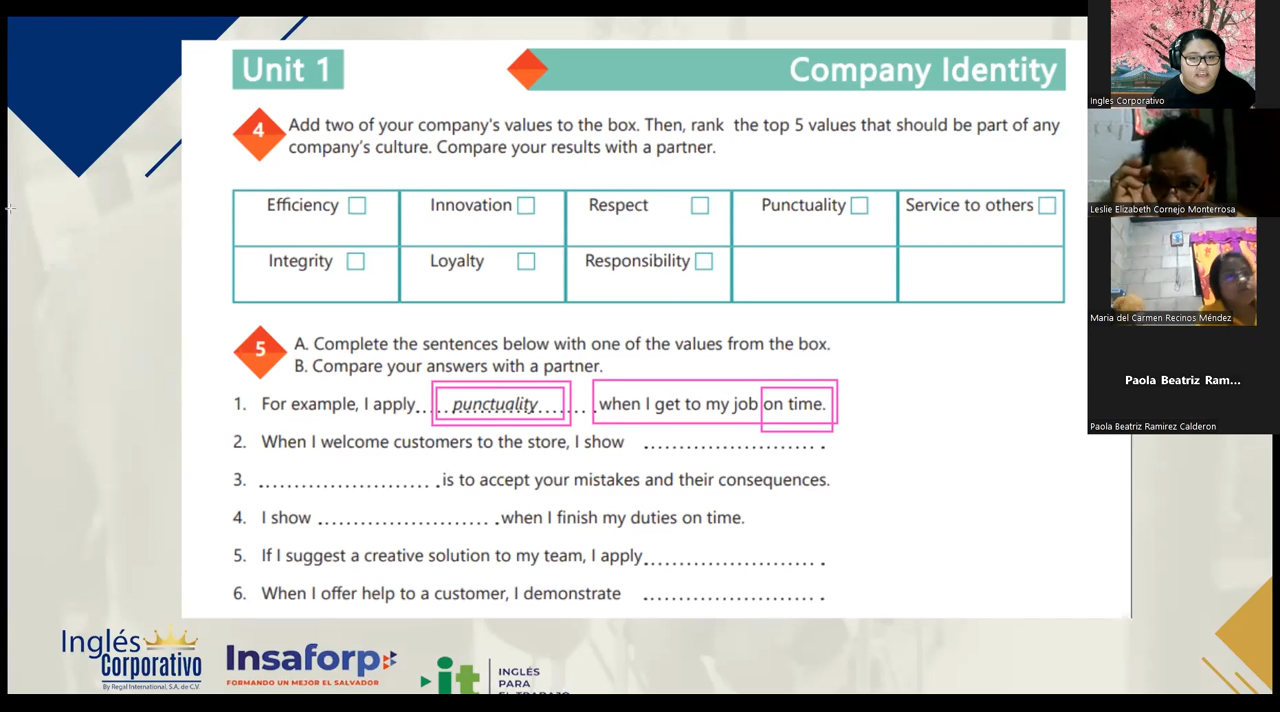 Unit 1
Company Identity
4
Add two of your company's values to the box. Then, rank the top 5 values that should be part of any
company's culture. Compare your results with a partner.
Efficiency
Innovation
Respect
Punctuality
Service to others
Integrity
Loyalty
Responsibility
5
A. Complete the sentences below with one of the values from the box.
B. Compare your answers with a partner.
1. For example, I apply.. punctuality .. .when I get to my job on time.
2. When I welcome customers to the store, I show ........................ .
3. ........................ .is to accept your mistakes and their consequences.
4. I show ........................ .when I finish my duties on time.
5. If I suggest a creative solution to my team, I apply........................ .
6. When I offer help to a customer, I demonstrate ........................ .
Inglés
Corporativo
By Regal International, S.A. de C.V.
Insaforp
FORMANDO UN MEJOR EL SALVADOR
it
INGLÉS
PARA
EL TRABAJO
Ingles Corporativo
Leslie Elizabeth Cornejo Monterrosa
Maria del Carmen Recinos Méndez
Paola Beatriz Ram...
Paola Beatriz Ramirez Calderon